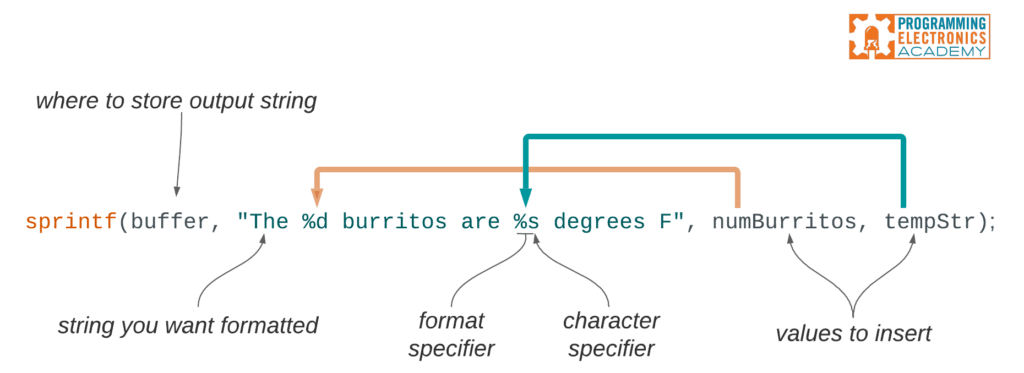 PROGRAMMING
ELECTRONICS
ACADEMY
where to store output string
sprintf(buffer, "The %d burritos are %s degrees F", numBurritos, tempStr);
string you want formatted
format
specifier
character
specifier
values to insert